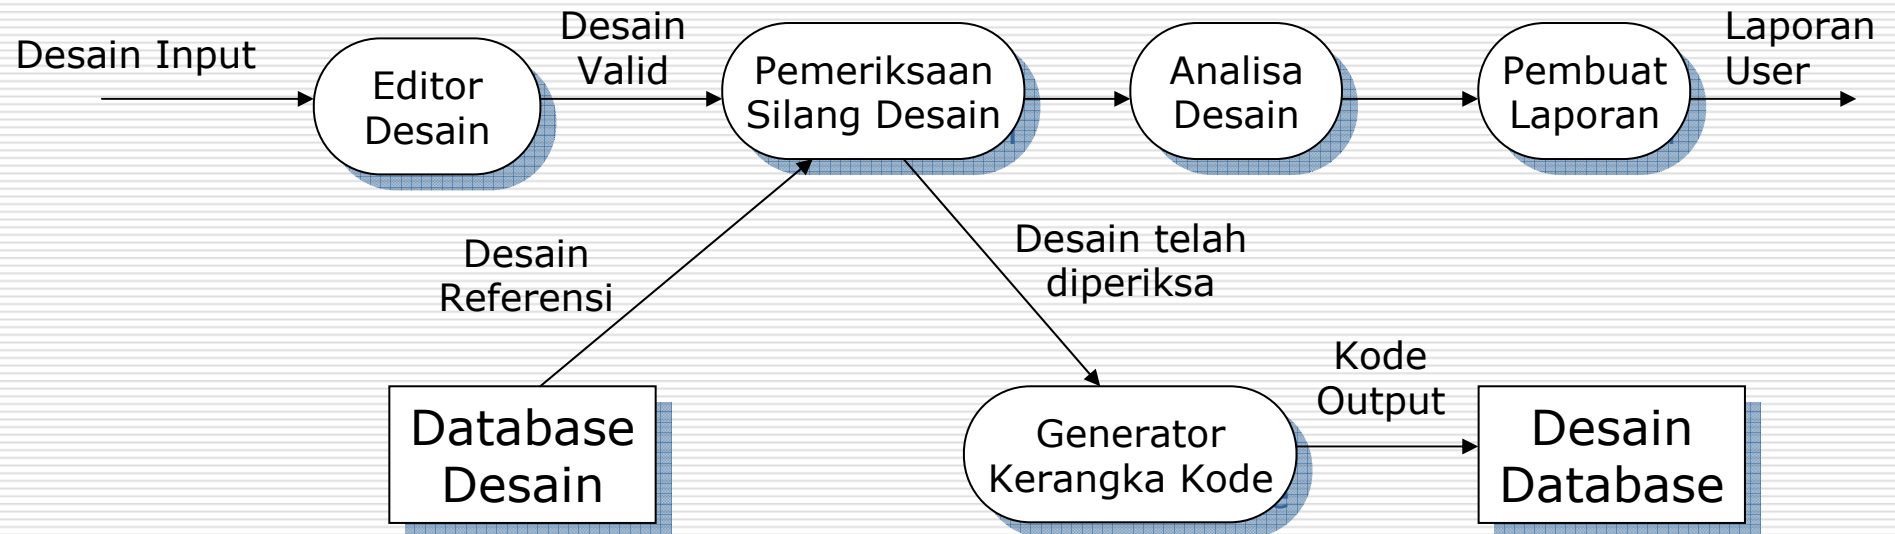 Desain Input
Editor
Desain
Desain
Valid
Pemeriksaan
Silang Desain
Analisa
Desain
Pembuat
Laporan
Laporan
User
Desain
Referensi
Desain telah
diperiksa
Database
Desain
Generator
Kerangka Kode
Kode
Output
Desain
Database